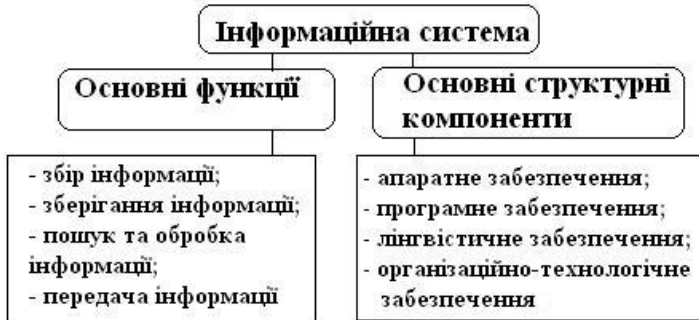 Інформаційна система
Основні функції
Основні структурні
компоненти
- збір інформації;
- зберігання інформації;
- пошук та обробка
інформації;
- передача інформації
- апаратне забезпечення;
- програмне забезпечення;
- лінгвістичне забезпечення;
- організаційно-технологічне
забезпечення